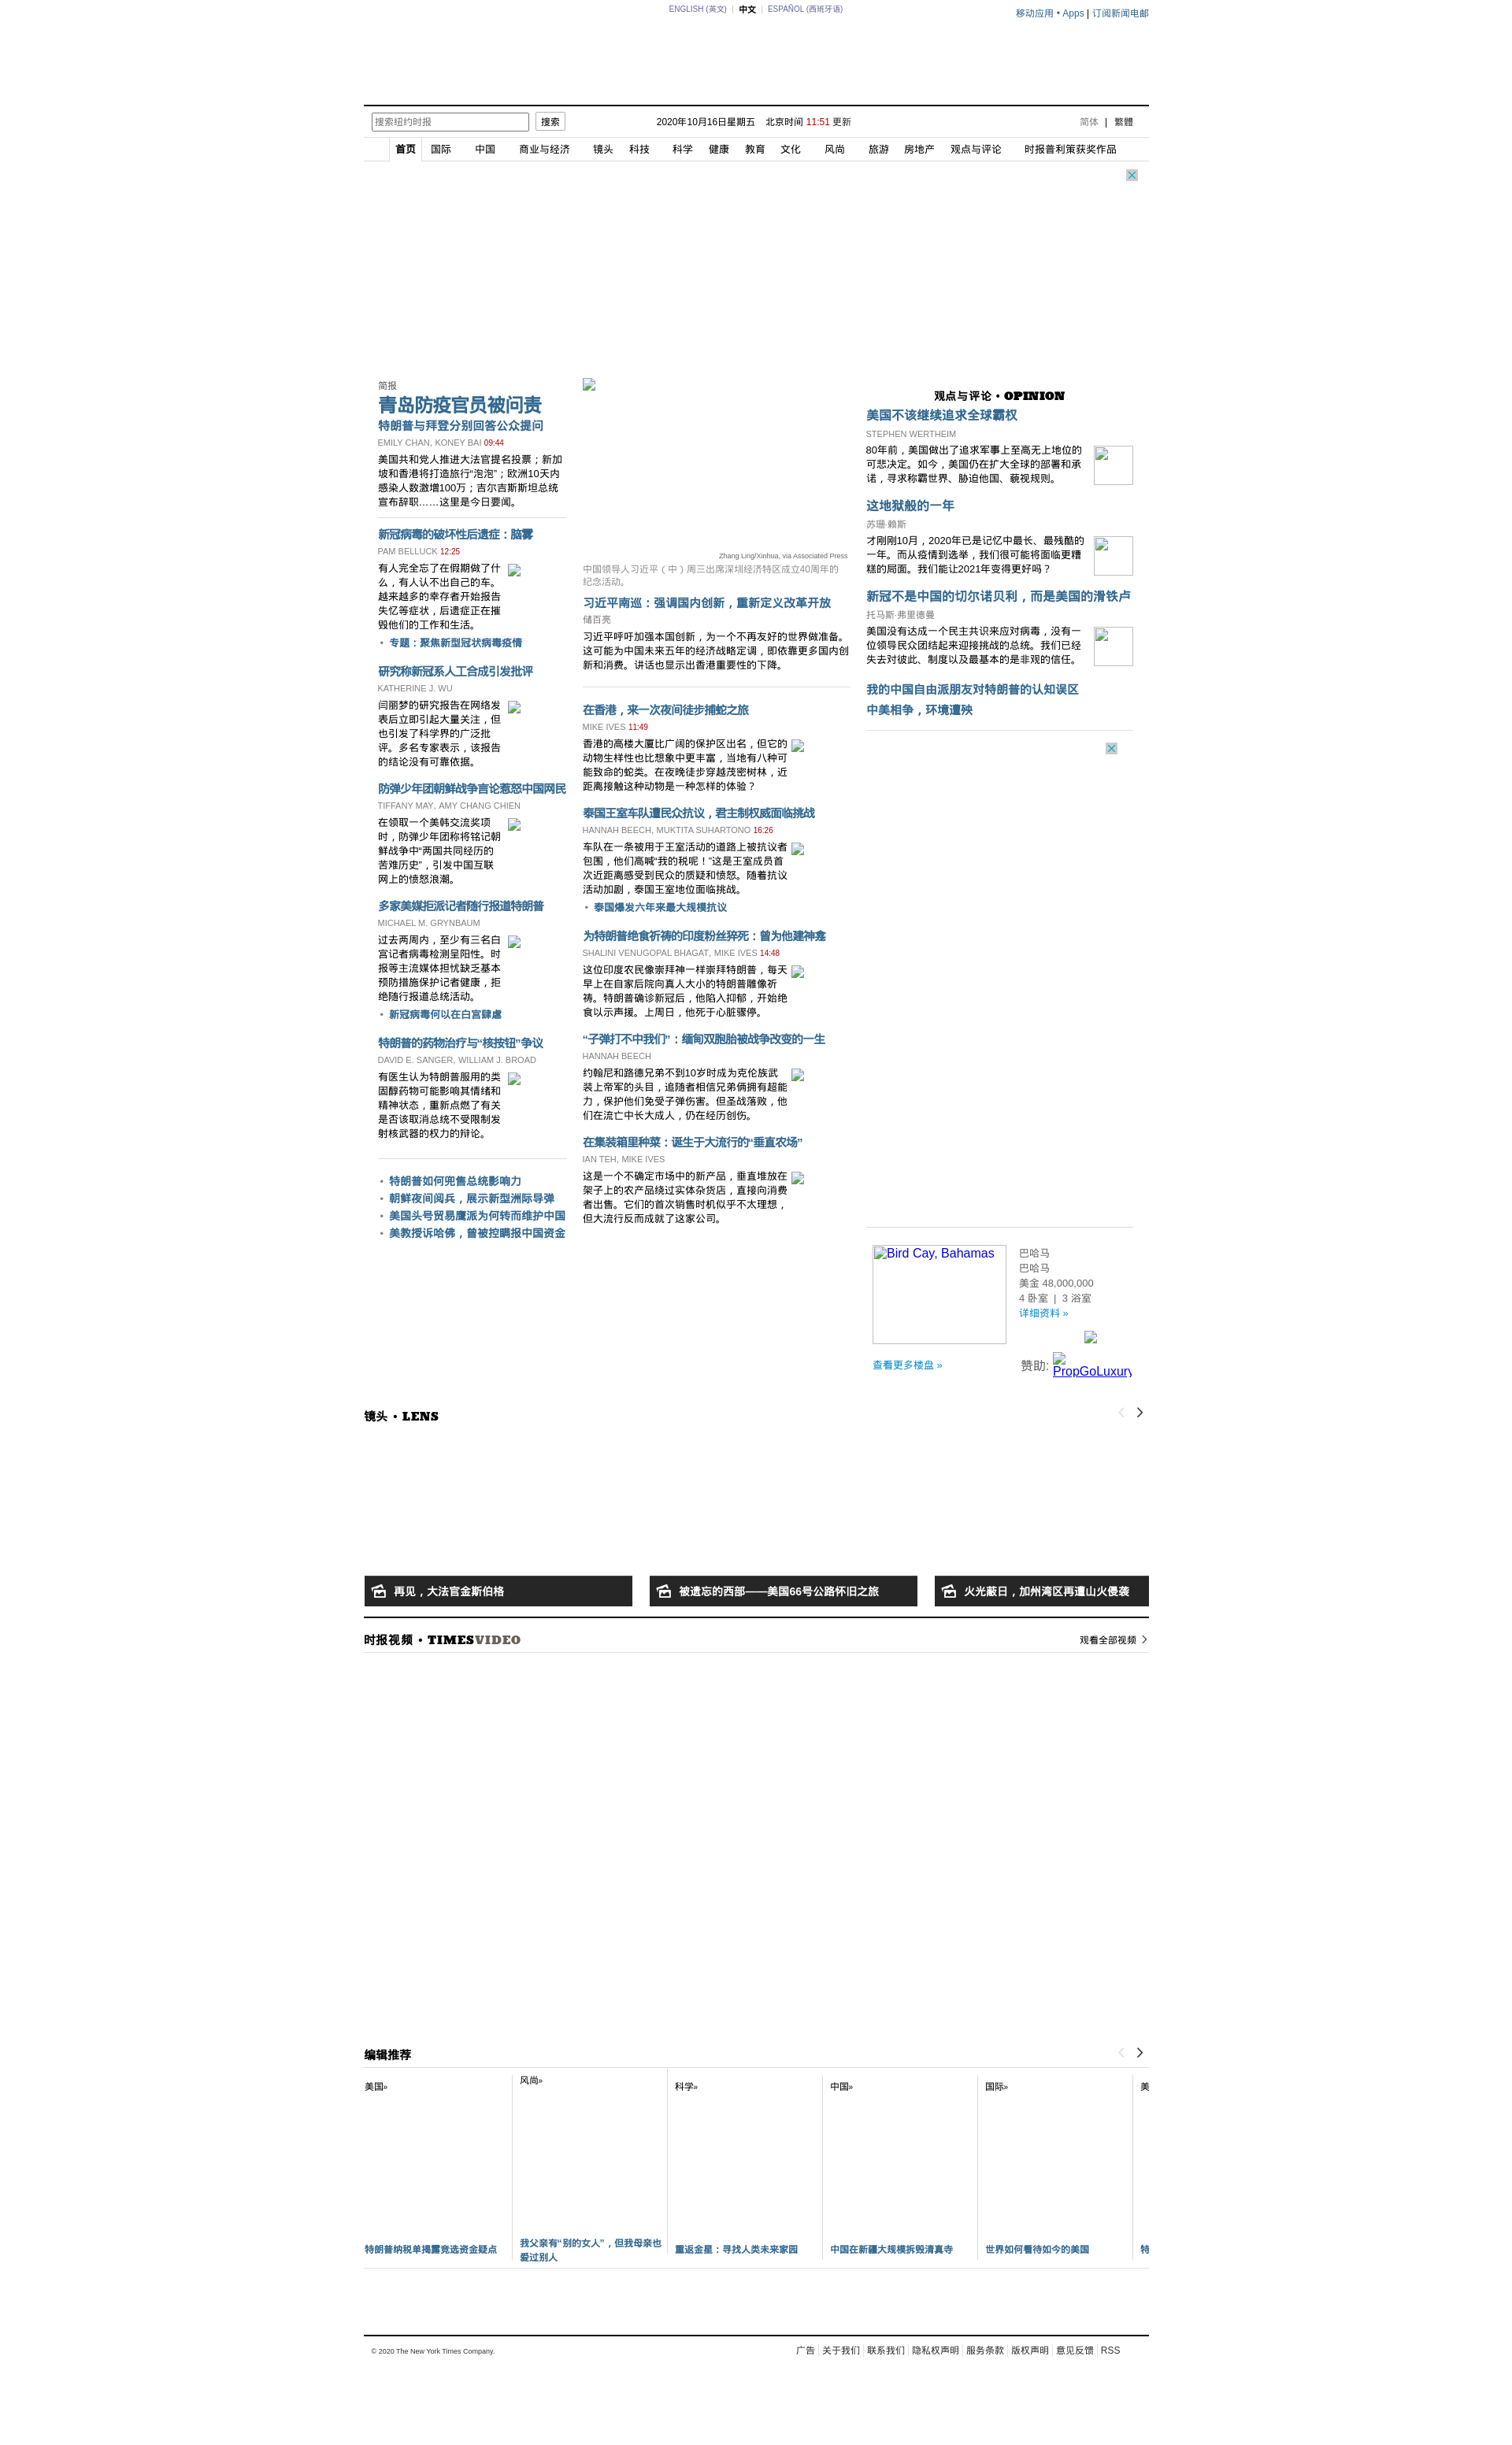 ENGLISH (英文) | 中文 | ESPAÑOL (西班牙语)
移动应用 • Apps | 订阅新闻电邮
搜索纽约时报 搜索 2020年10月16日星期五 北京时间 11:51 更新 简体 | 繁體
首页 国际 中国 商业与经济 镜头 科技 科学 健康 教育 文化 风尚 旅游 房地产 观点与评论 时报普利策获奖作品
简报
青岛防疫官员被问责
特朗普与拜登分别回答公众提问
EMILY CHAN, KONEY BAI 09:44
美国共和党人推进大法官提名投票；新加
坡和香港将打造旅行“泡泡”；欧洲10天内
感染人数激增100万；吉尔吉斯斯坦总统
宣布辞职……这里是今日要闻。
新冠病毒的破坏性后遗症：脑雾
PAM BELLUCK 12:25
有人完全忘了在假期做了什
么，有人认不出自己的车。
越来越多的幸存者开始报告
失忆等症状，后遗症正在摧
毁他们的工作和生活。
• 专题：聚焦新型冠状病毒疫情
研究称新冠系人工合成引发批评
KATHERINE J. WU
闫丽梦的研究报告在网络发
表后立即引起大量关注，但
也引发了科学界的广泛批
评。多名专家表示，该报告
的结论没有可靠依据。
防弹少年团朝鲜战争言论惹怒中国网民
TIFFANY MAY, AMY CHANG CHIEN
在领取一个美韩交流奖项
时，防弹少年团称将铭记朝
鲜战争中“两国共同经历的
苦难历史”，引发中国互联
网上的愤怒浪潮。
多家美媒拒派记者随行报道特朗普
MICHAEL M. GRYNBAUM
过去两周内，至少有三名白
宫记者病毒检测呈阳性。时
报等主流媒体担忧缺乏基本
预防措施保护记者健康，拒
绝随行报道总统活动。
• 新冠病毒何以在白宫肆虐
特朗普的药物治疗与“核按钮”争议
DAVID E. SANGER, WILLIAM J. BROAD
有医生认为特朗普服用的类
固醇药物可能影响其情绪和
精神状态，重新点燃了有关
是否该取消总统不受限制发
射核武器的权力的辩论。
• 特朗普如何兜售总统影响力
• 朝鲜夜间阅兵，展示新型洲际导弹
• 美国头号贸易鹰派为何转而维护中国
• 美教授诉哈佛，曾被控瞒报中国资金
Zhang Ling/Xinhua, via Associated Press
中国领导人习近平（中）周三出席深圳经济特区成立40周年的
纪念活动。
习近平南巡：强调国内创新，重新定义改革开放
储百亮
习近平呼吁加强本国创新，为一个不再友好的世界做准备。
这可能为中国未来五年的经济战略定调，即依靠更多国内创
新和消费。讲话也显示出香港重要性的下降。
在香港，来一次夜间徒步捕蛇之旅
MIKE IVES 11:49
香港的高楼大厦比广阔的保护区出名，但它的
动物生样性也比想象中更丰富，当地有八种可
能致命的蛇类。在夜晚徒步穿越茂密树林，近
距离接触这种动物是一种怎样的体验？
泰国王室车队遭民众抗议，君主制权威面临挑战
HANNAH BEECH, MUKTITA SUHARTONO 16:26
车队在一条被用于王室活动的道路上被抗议者
包围，他们高喊“我的税呢！”这是王室成员首
次近距离感受到民众的质疑和愤怒。随着抗议
活动加剧，泰国王室地位面临挑战。
• 泰国爆发六年来最大规模抗议
为特朗普绝食祈祷的印度粉丝猝死：曾为他建神龛
SHALINI VENUGOPAL BHAGAT, MIKE IVES 14:48
这位印度农民像崇拜神一样崇拜特朗普，每天
早上在自家后院向真人大小的特朗普雕像祈
祷。特朗普确诊新冠后，他陷入抑郁，开始绝
食以示声援。上周日，他死于心脏骤停。
“子弹打不中我们”：缅甸双胞胎被战争改变的一生
HANNAH BEECH
约翰尼和路德兄弟不到10岁时成为克伦族武
装上帝军的头目，追随者相信兄弟俩拥有超能
力，保护他们免受子弹伤害。但圣战落败，他
们在流亡中长大成人，仍在经历创伤。
在集装箱里种菜：诞生于大流行的“垂直农场”
IAN TEH, MIKE IVES
这是一个不确定市场中的新产品，垂直堆放在
架子上的农产品绕过实体杂货店，直接向消费
者出售。它们的首次销售时机似乎不太理想，
但大流行反而成就了这家公司。
观点与评论 • OPINION
美国不该继续追求全球霸权
STEPHEN WERTHEIM
80年前，美国做出了追求军事上至高无上地位的
可悲决定。如今，美国仍在扩大全球的部署和承
诺，寻求称霸世界、胁迫他国、藐视规则。
这地狱般的一年
苏珊·赖斯
才刚刚10月，2020年已是记忆中最长、最残酷的
一年。而从疫情到选举，我们很可能将面临更糟
糕的局面。我们能让2021年变得更好吗？
新冠不是中国的切尔诺贝利，而是美国的滑铁卢
托马斯·弗里德曼
美国没有达成一个民主共识来应对病毒，没有一
位领导民众团结起来迎接挑战的总统。我们已经
失去对彼此、制度以及最基本的是非观的信任。
我的中国自由派朋友对特朗普的认知误区
中美相争，环境遭殃
Bird Cay, Bahamas
巴哈马
巴哈马
美金 48,000,000
4 卧室 | 3 浴室
详细资料 »
查看更多楼盘 »
赞助: PropGoLuxury
镜头 • LENS
再见，大法官金斯伯格
被遗忘的西部——美国66号公路怀旧之旅
火光蔽日，加州湾区再遭山火侵袭
时报视频 • TIMESVIDEO
观看全部视频
编辑推荐
美国»
特朗普纳税单揭露竞选资金疑点
风尚»
我父亲有“别的女人”，但我母亲也
爱过别人
科学»
重返金星：寻找人类未来家园
中国»
中国在新疆大规模拆毁清真寺
国际»
世界如何看待如今的美国
美
特
© 2020 The New York Times Company.
广告 | 关于我们 | 联系我们 | 隐私权声明 | 服务条款 | 版权声明 | 意见反馈 | RSS